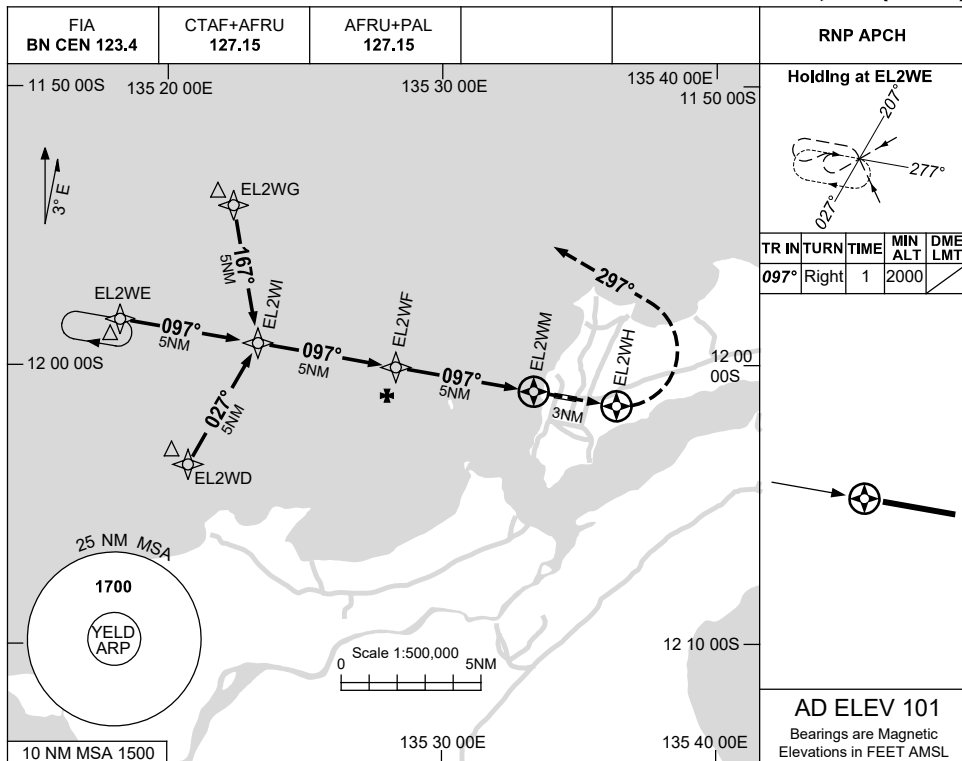 FIA
BN CEN 123.4
CTAF+AFRU
127.15
AFRU+PAL
127.15
RNP APCH
11 50 00S
135 20 00E
135 30 00E
135 40 00E
11 50 00S
3° E
EL2WG
167°
5NM
EL2WE
097°
5NM
EL2WI
097°
5NM
EL2WF
097°
5NM
EL2WM
3NM
EL2WH
297°
12 00 00S
12 00
00S
027°
5NM
EL2WD
25 NM MSA
1700
YELD
ARP
Scale 1:500,000
0
5NM
12 10 00S
10 NM MSA 1500
135 30 00E
135 40 00E
Holding at EL2WE
207°
277°
027°
TR IN
TURN
TIME
MIN
ALT
DME
LMT
097°
Right
1
2000
AD ELEV 101
Bearings are Magnetic
Elevations in FEET AMSL